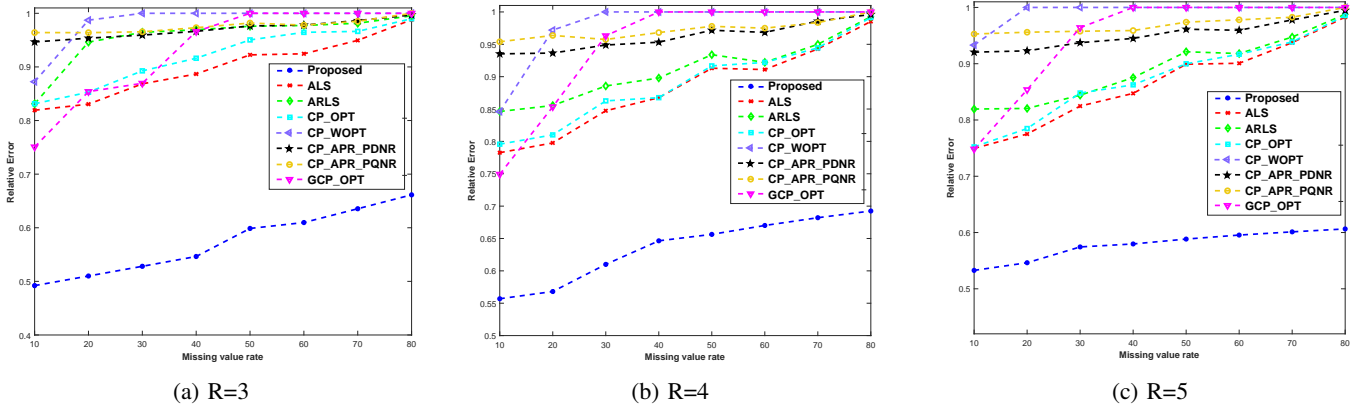 1
0.9
0.8
0.7
0.6
0.5
0.4
Relative Error
10 20 30 40 50 60 70 80
Missing value rate
Proposed
ALS
ARLS
CP_OPT
CP_WOPT
CP_APR_PDNR
CP_APR_PQNR
GCP_OPT
(a) R=3
1
0.95
0.9
0.85
0.8
0.75
0.7
0.65
0.6
0.55
0.5
Relative Error
10 20 30 40 50 60 70 80
Missing value rate
Proposed
ALS
ARLS
CP_OPT
CP_WOPT
CP_APR_PDNR
CP_APR_PQNR
GCP_OPT
(b) R=4
1
0.9
0.8
0.7
0.6
0.5
Relative Error
10 20 30 40 50 60 70 80
Missing value rate
Proposed
ALS
ARLS
CP_OPT
CP_WOPT
CP_APR_PDNR
CP_APR_PQNR
GCP_OPT
(c) R=5